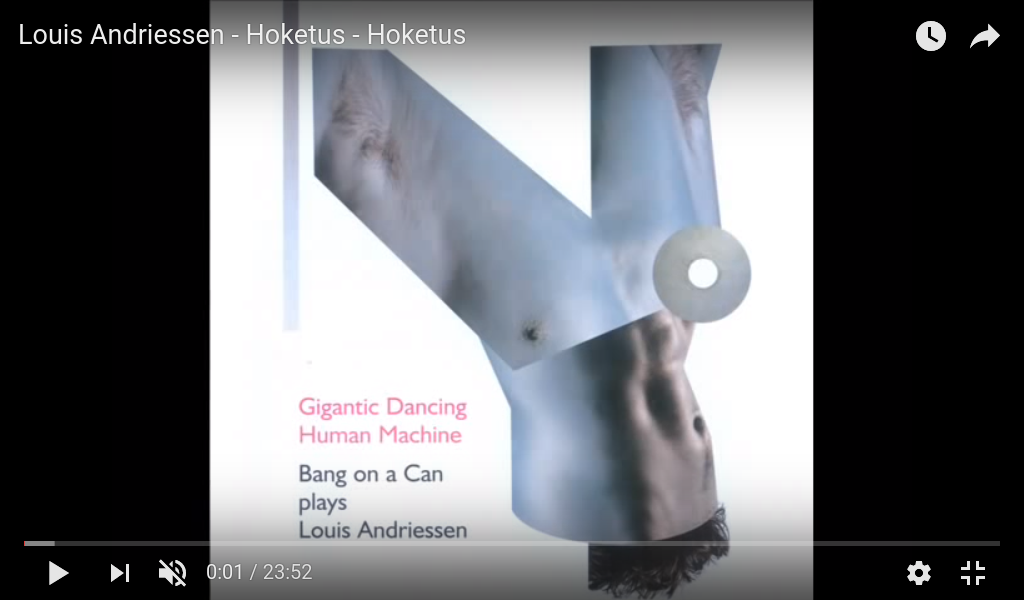 Louis Andriessen - Hoketus - Hoketus
Gigantic Dancing
Human Machine
Bang on a Can
plays
Louis Andriessen
0:01 / 23:52